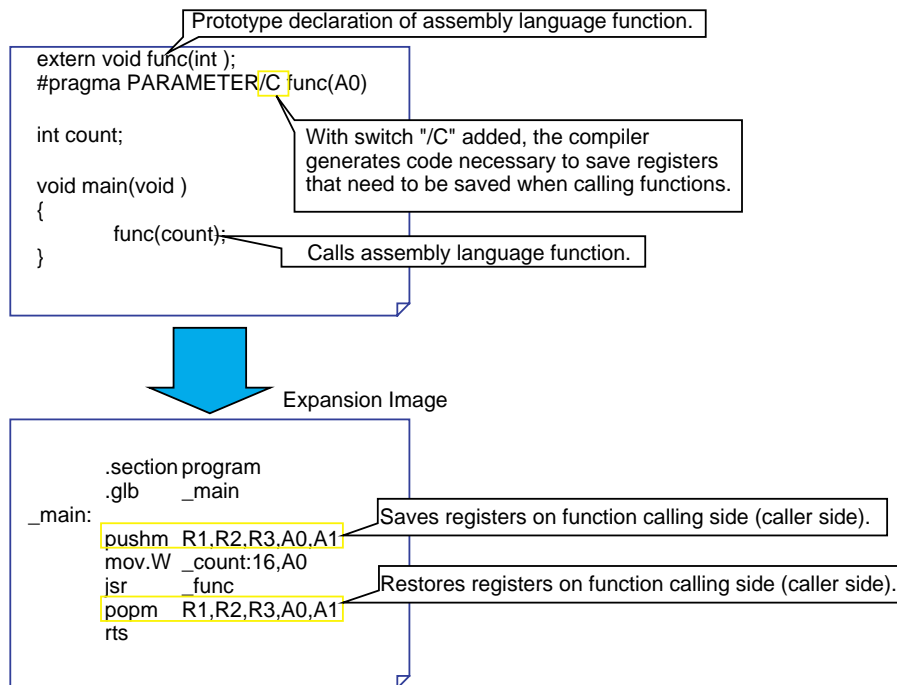 Prototype declaration of assembly language function.
extern void func(int );
#pragma PARAMETER/C func(A0)
int count;
With switch "/C" added, the compiler
generates code necessary to save registers
that need to be saved when calling functions.
void main(void )
{
func(count);
Calls assembly language function.
}
Expansion Image
.section program
.glb _main
_main:
Saves registers on function calling side (caller side).
pushm R1,R2,R3,A0,A1
mov.W _count:16,A0
jsr _func
Restores registers on function calling side (caller side).
popm R1,R2,R3,A0,A1
rts